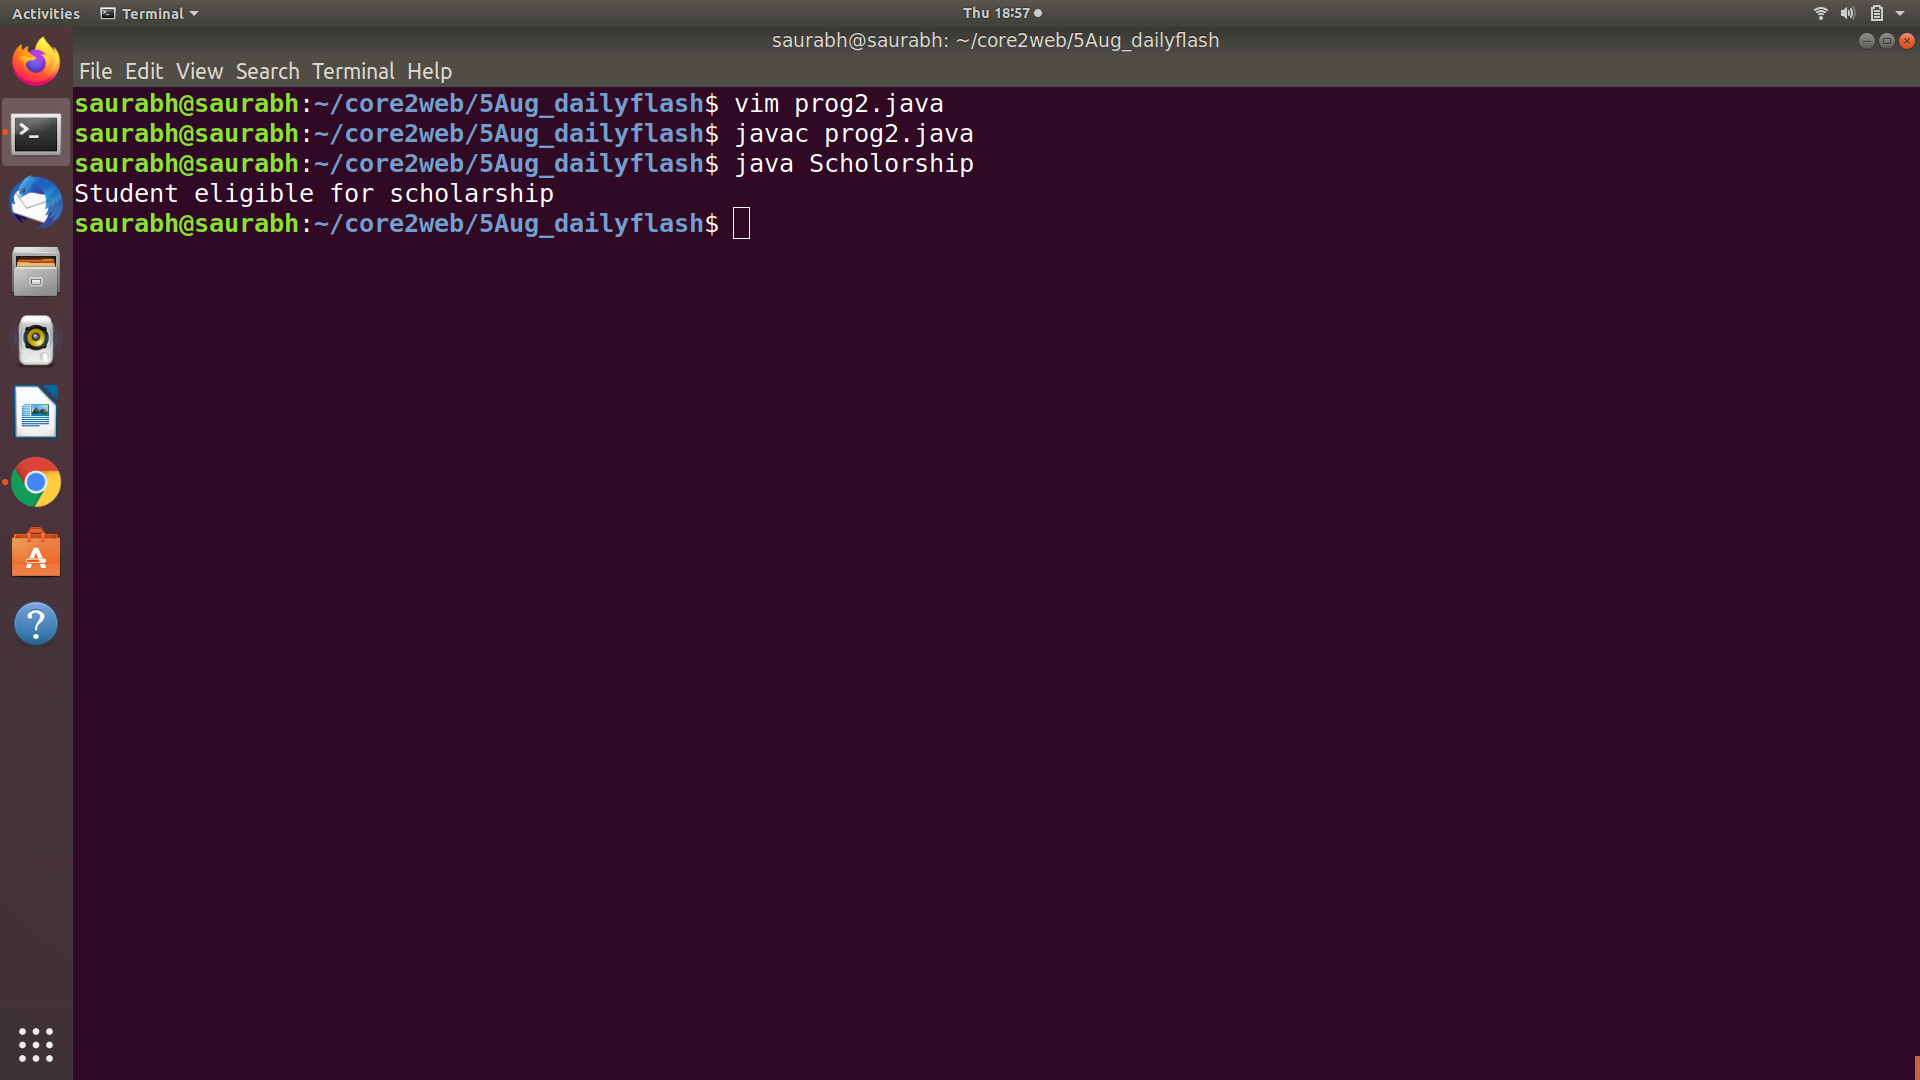 Activities Terminal Thu 18:57
saurabh@saurabh: ~/core2web/5Aug_dailyflash
File Edit View Search Terminal Help
saurabh@saurabh:~/core2web/5Aug_dailyflash$ vim prog2.java
saurabh@saurabh:~/core2web/5Aug_dailyflash$ javac prog2.java
saurabh@saurabh:~/core2web/5Aug_dailyflash$ java Scholorship
Student eligible for scholarship
saurabh@saurabh:~/core2web/5Aug_dailyflash$